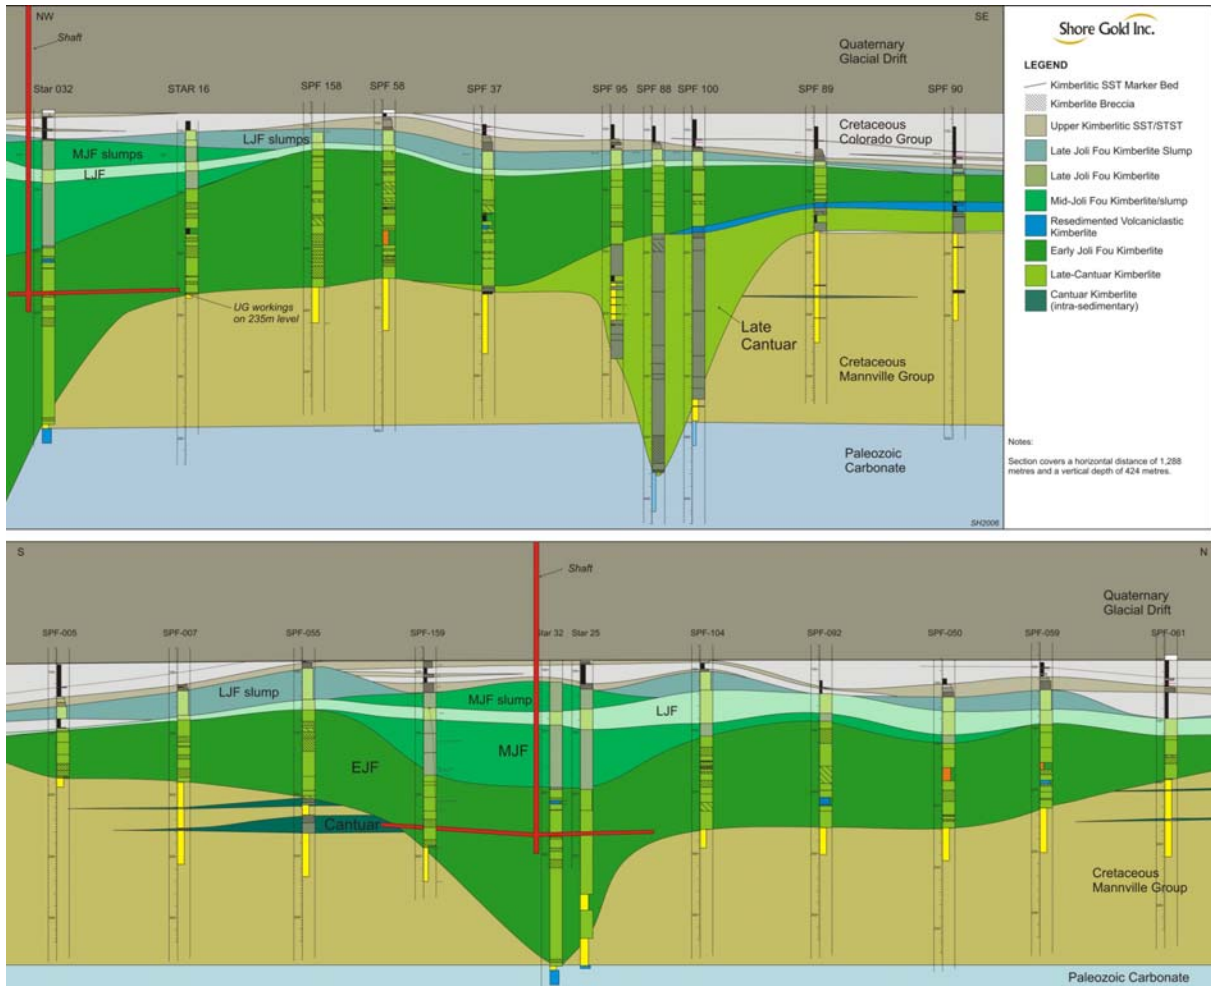 NW
SE
Shaft
Quaternary
Glacial Drift
Star 032
STAR 16
SPF 158
SPF 58
SPF 37
SPF 95
SPF 88
SPF 100
SPF 89
SPF 90
Cretaceous
Colorado Group
MJF slumps
LJF slumps
LJF
UG workings
on 235m level
Late
Cantuar
Cretaceous
Mannville Group
Paleozoic
Carbonate
SH2006
Shore Gold Inc.
LEGEND
Kimberlitic SST Marker Bed
Kimberlite Breccia
Upper Kimberlitic SST/STST
Late Joli Fou Kimberlite Slump
Late Joli Fou Kimberlite
Mid-Joli Fou Kimberlite/slump
Resedimented Volcaniclastic
Kimberlite
Early Joli Fou Kimberlite
Late-Cantuar Kimberlite
Cantuar Kimberlite
(intra-sedimentary)
Notes:
Section covers a horizontal distance of 1,288
metres and a vertical depth of 424 metres.
S
N
Shaft
Quaternary
Glacial Drift
SPF-005
SPF-007
SPF-055
SPF-159
Star 32
Star 25
SPF-104
SPF-092
SPF-050
SPF-059
SPF-061
LJF slump
MJF slump
LJF
MJF
EJF
Cantuar
Cretaceous
Mannville Group
Paleozoic Carbonate